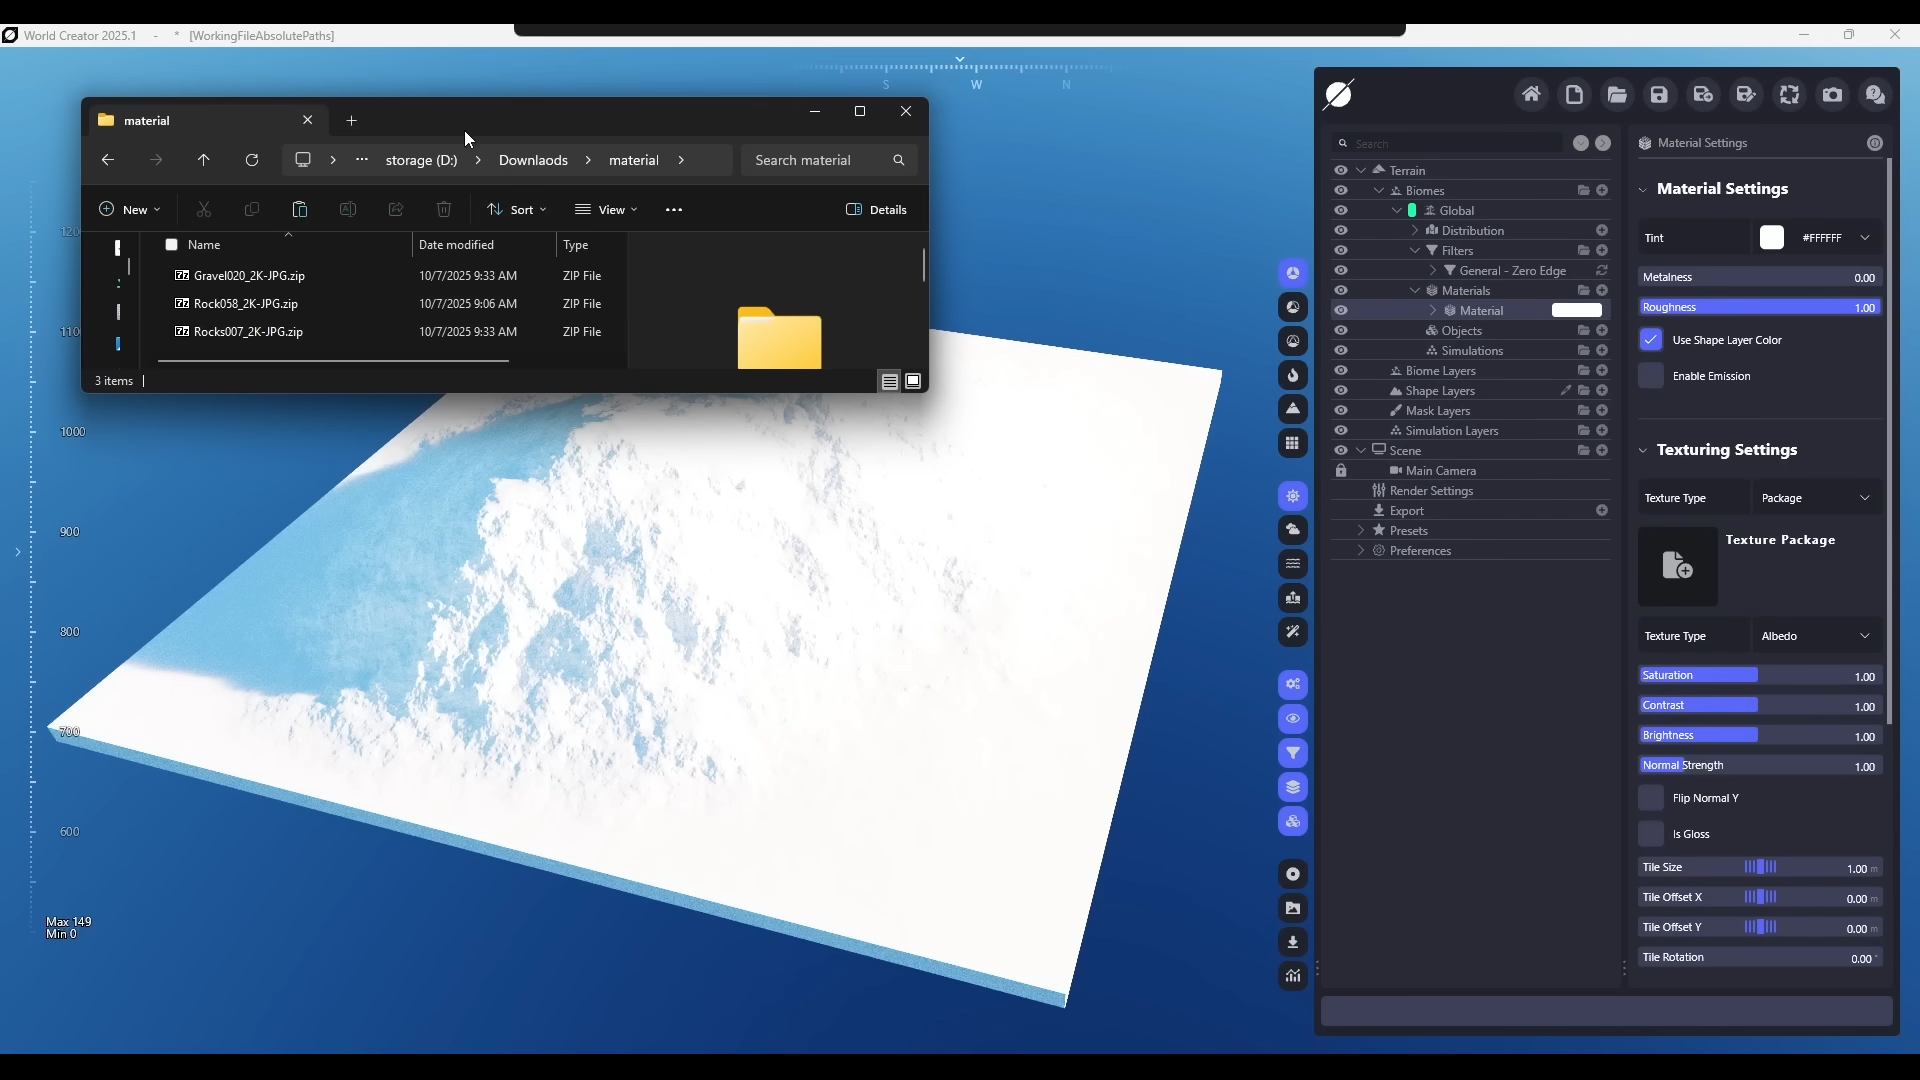 World Creator 2025.1 - * [WorkingFileAbsolutePaths]
S W N
material
storage (D:) > Downlaods > material >
Search material
New
Sort
View
Details
Name Date modified Type
Gravel020_2K-JPG.zip 10/7/2025 9:33 AM ZIP File
Rock058_2K-JPG.zip 10/7/2025 9:06 AM ZIP File
Rocks007_2K-JPG.zip 10/7/2025 9:33 AM ZIP File
3 items
1200
1100
1000
900
800
700
600
Max 149
Min 0
Search
Terrain
Biomes
Global
Distribution
Filters
General - Zero Edge
Materials
Material
Objects
Simulations
Biome Layers
Shape Layers
Mask Layers
Simulation Layers
Scene
Main Camera
Render Settings
Export
Presets
Preferences
Material Settings
Material Settings
Tint #FFFFFF
Metalness 0.00
Roughness 1.00
Use Shape Layer Color
Enable Emission
Texturing Settings
Texture Type Package
Texture Package
Texture Type Albedo
Saturation 1.00
Contrast 1.00
Brightness 1.00
Normal Strength 1.00
Flip Normal Y
Is Gloss
Tile Size 1.00 m
Tile Offset X 0.00 m
Tile Offset Y 0.00 m
Tile Rotation 0.00 °